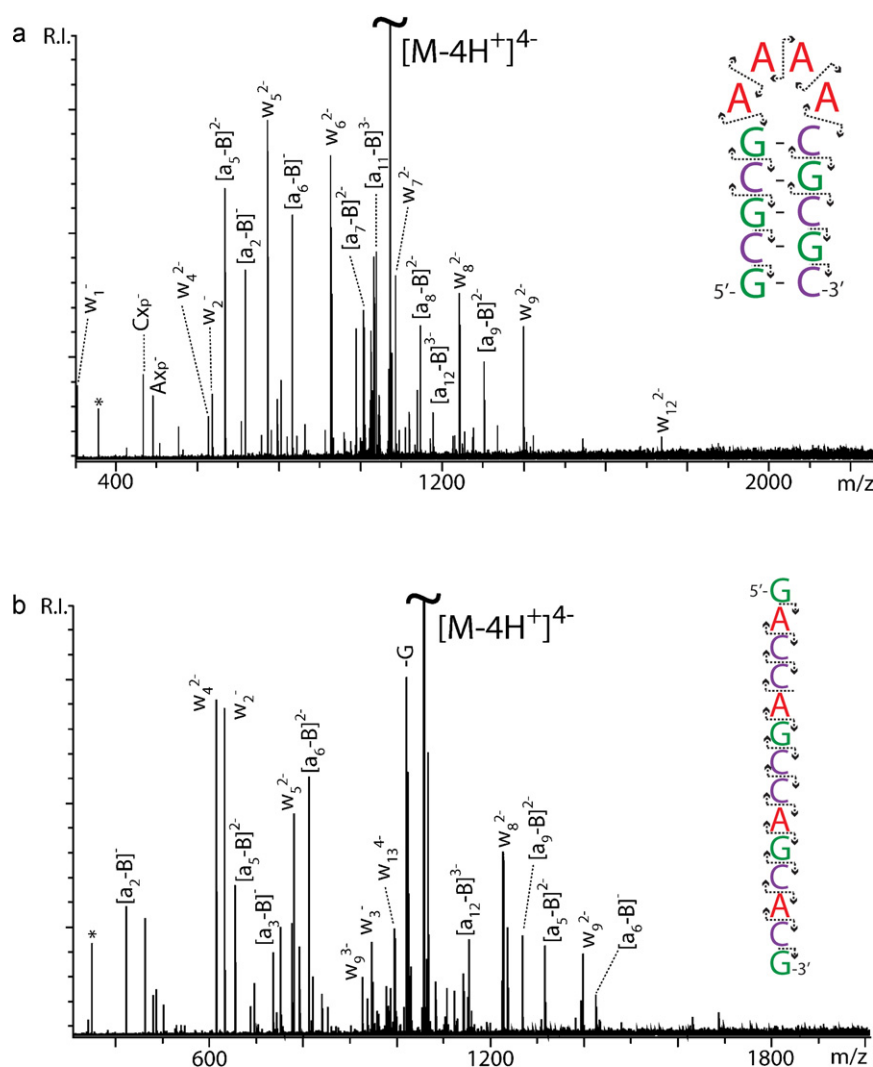 a
R.I.
[M-4H⁺]⁴⁻
w₁⁻
*
Cxp⁻
Axp⁻
w₄²⁻
w₂⁻
[a₅-B]²⁻
[a₂-B]⁻
w₅²⁻
[a₆-B]⁻
w₆²⁻
[a₇-B]²⁻
[a₁₁-B]³⁻
w₇²⁻
[a₈-B]²⁻
[a₁₂-B]³⁻
w₈²⁻
[a₉-B]²⁻
w₉²⁻
w₁₂²⁻
A A
A A
G - C
C - G
G - C
C - G
5'- G C -3'
400 1200 2000 m/z
b
R.I.
[M-4H⁺]⁴⁻
*
[a₂-B]⁻
w₄²⁻
w₂⁻
[a₅-B]²⁻
[a₃-B]⁻
w₅²⁻
[a₆-B]²⁻
w₉³⁻
w₃⁻
w₁₃⁴⁻
-G
[a₁₂-B]³⁻
w₈²⁻
[a₉-B]²⁻
[a₅-B]²⁻
w₉²⁻
[a₆-B]⁻
5'- G
A
C
C
A
G
C
C
A
G
C
A
C
G -3'
600 1200 1800 m/z